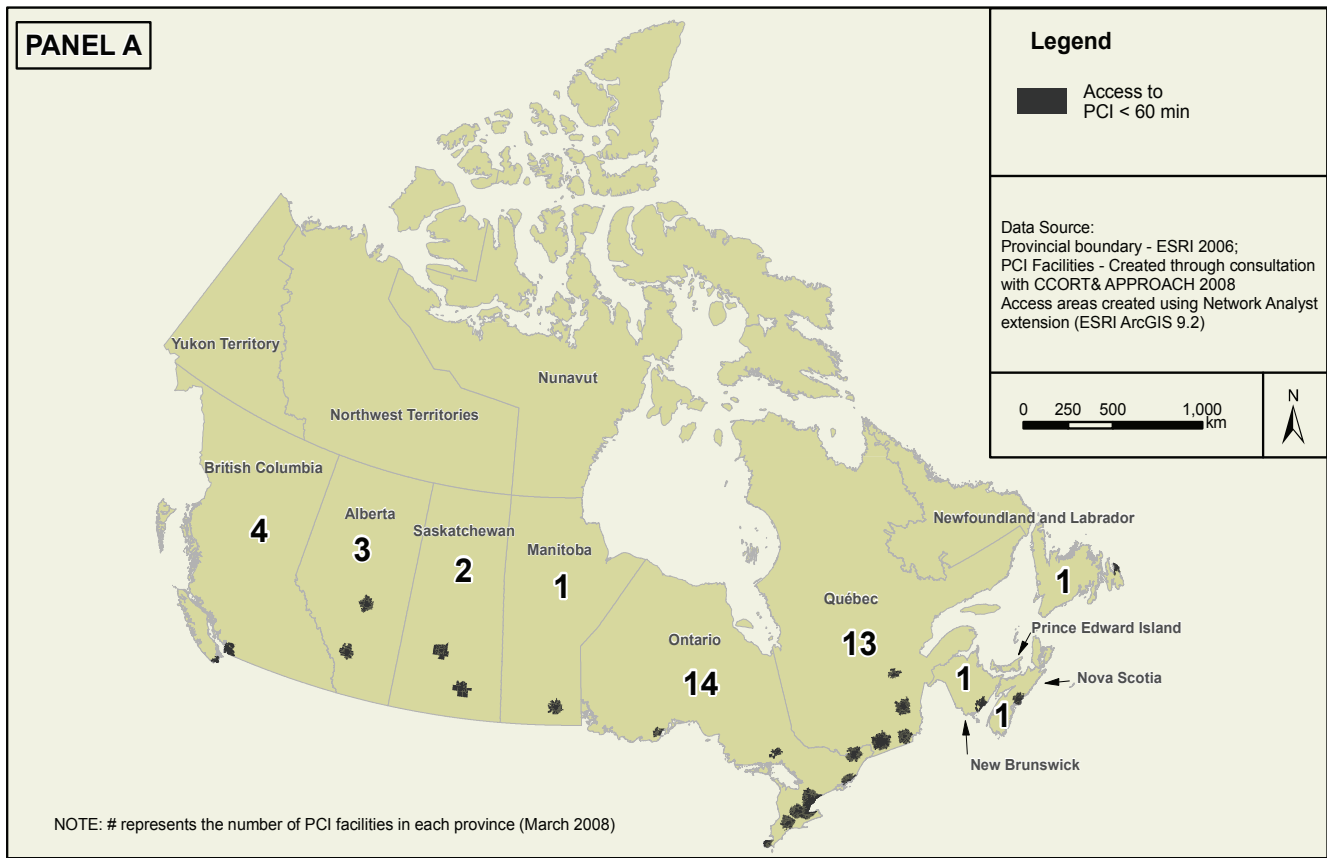 PANEL A
Legend
Access to
PCI < 60 min
Data Source:
Provincial boundary - ESRI 2006;
PCI Facilities - Created through consultation
with CCORT& APPROACH 2008
Access areas created using Network Analyst
extension (ESRI ArcGIS 9.2)
0 250 500 1,000
km
N
Yukon Territory
Nunavut
Northwest Territories
British Columbia
4
Alberta
3
Saskatchewan
2
Manitoba
1
Ontario
14
Québec
13
Newfoundland and Labrador
1
Prince Edward Island
Nova Scotia
1
1
New Brunswick
NOTE: # represents the number of PCI facilities in each province (March 2008)